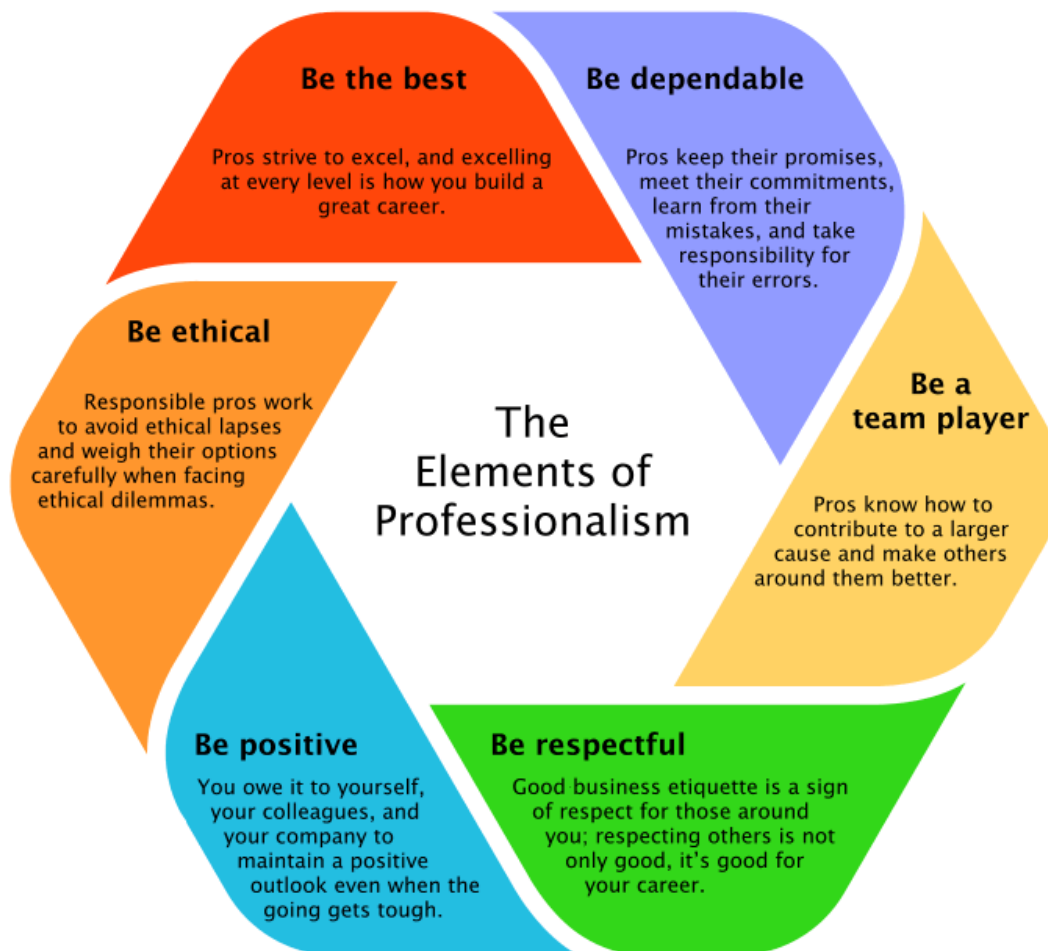 Be the best
Pros strive to excel, and excelling
at every level is how you build a
great career.
Be dependable
Pros keep their promises,
meet their commitments,
learn from their
mistakes, and take
responsibility for
their errors.
Be a
team player
Pros know how to
contribute to a larger
cause and make others
around them better.
Be respectful
Good business etiquette is a sign
of respect for those around
you; respecting others is not
only good, it's good for
your career.
Be positive
You owe it to yourself,
your colleagues, and
your company to
maintain a positive
outlook even when the
going gets tough.
Be ethical
Responsible pros work
to avoid ethical lapses
and weigh their options
carefully when facing
ethical dilemmas.
The
Elements of
Professionalism